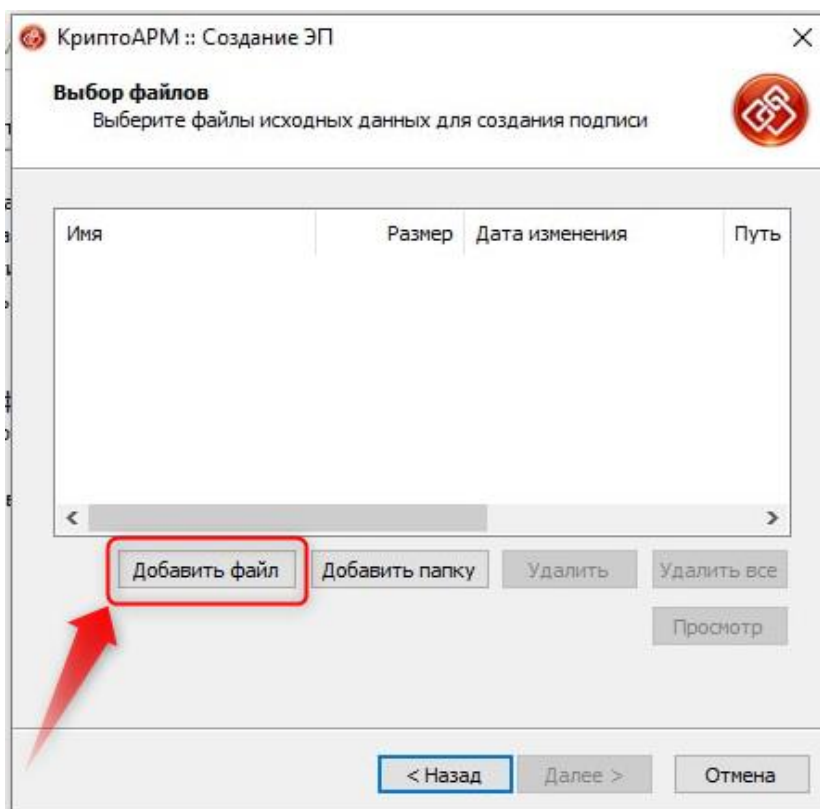 КриптоАРМ :: Создание ЭП
Выбор файлов
Выберите файлы исходных данных для создания подписи
Имя Размер Дата изменения Путь
Добавить файл Добавить папку Удалить Удалить все
Просмотр
< Назад Далее > Отмена